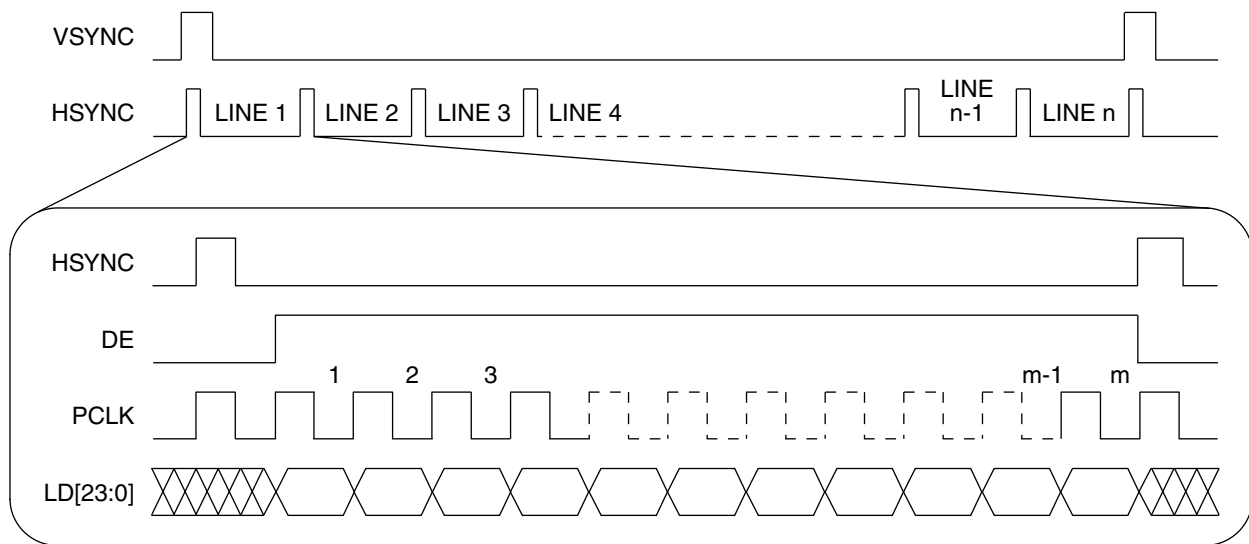 VSYNC
HSYNC LINE 1 LINE 2 LINE 3 LINE 4 LINE n-1 LINE n
HSYNC
DE
1 2 3 m-1 m
PCLK
LD[23:0]